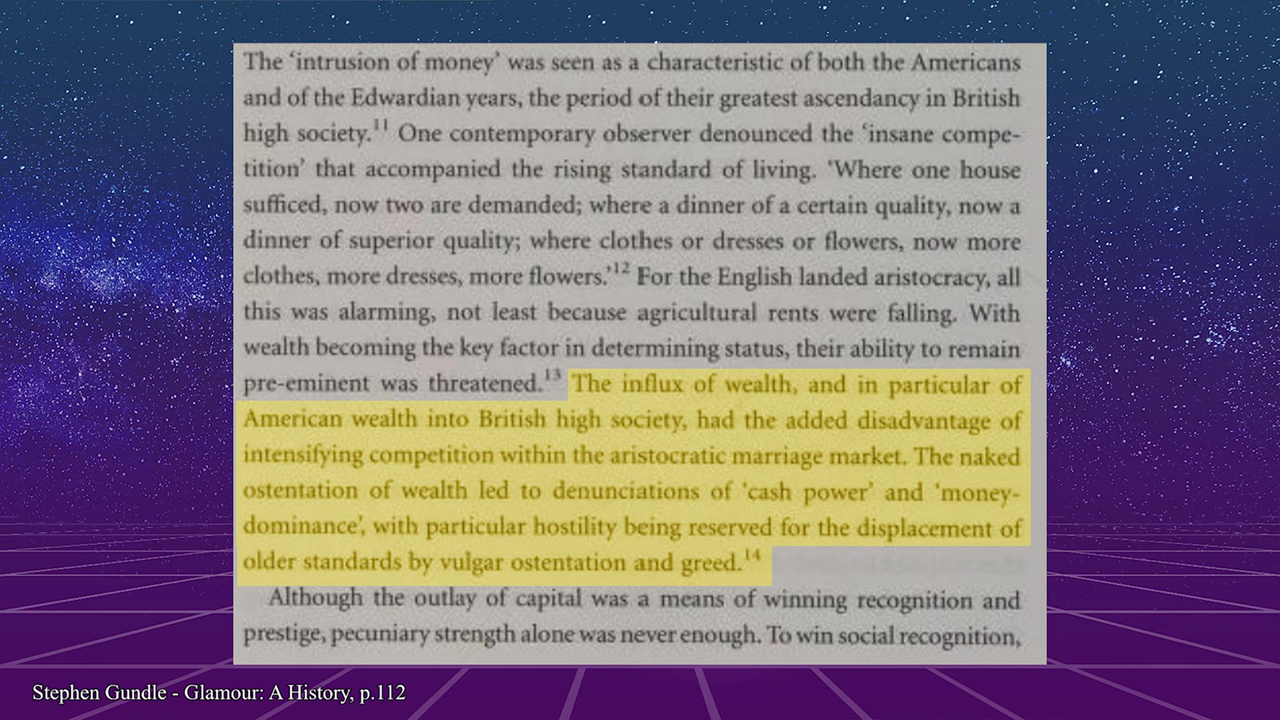 The ‘intrusion of money’ was seen as a characteristic of both the Americans
and of the Edwardian years, the period of their greatest ascendancy in British
high society.11 One contemporary observer denounced the ‘insane compe-
tition’ that accompanied the rising standard of living. ‘Where one house
sufficed, now two are demanded; where a dinner of a certain quality, now a
dinner of superior quality; where clothes or dresses or flowers, now more
clothes, more dresses, more flowers.’12 For the English landed aristocracy, all
this was alarming, not least because agricultural rents were falling. With
wealth becoming the key factor in determining status, their ability to remain
pre-eminent was threatened.13 The influx of wealth, and in particular of
American wealth into British high society, had the added disadvantage of
intensifying competition within the aristocratic marriage market. The naked
ostentation of wealth led to denunciations of ‘cash power’ and ‘money-
dominance’, with particular hostility being reserved for the displacement of
older standards by vulgar ostentation and greed.14
Although the outlay of capital was a means of winning recognition and
prestige, pecuniary strength alone was never enough. To win social recognition,
Stephen Gundle - Glamour: A History, p.112